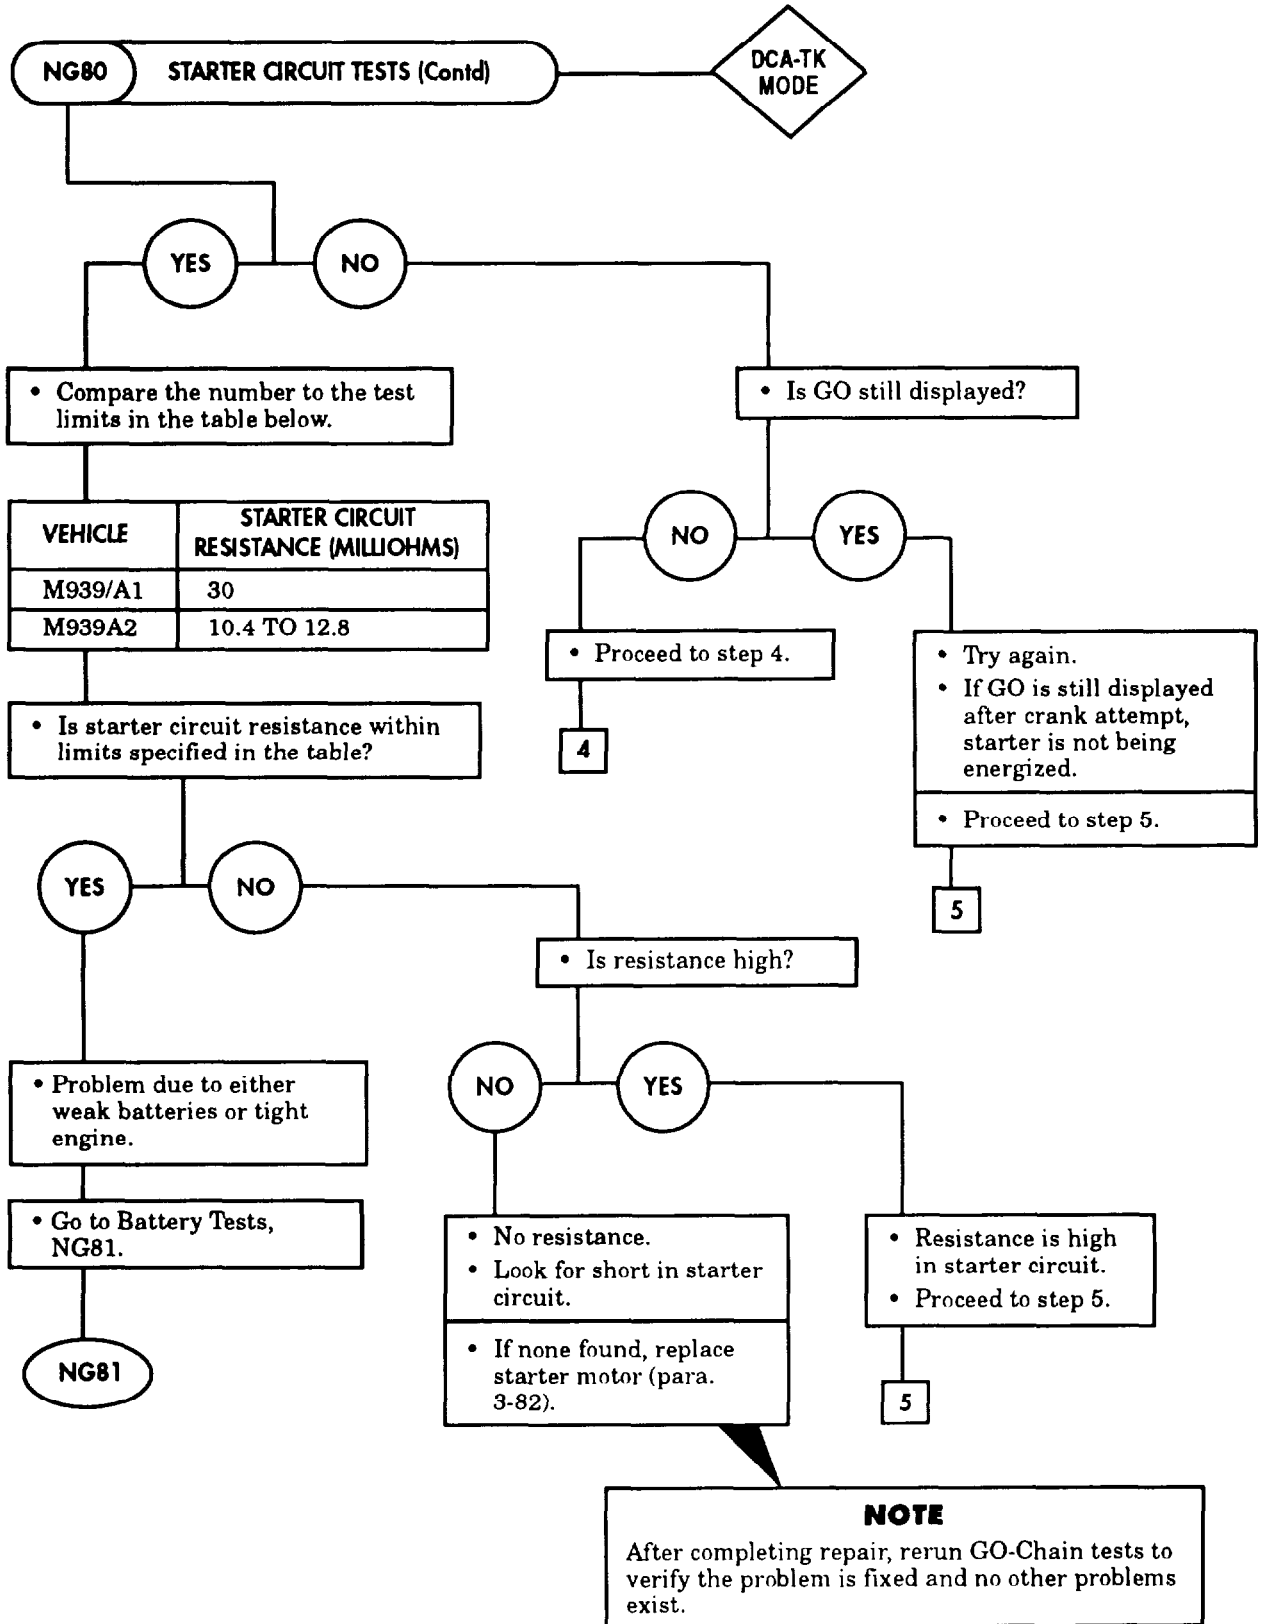 NG80 STARTER CIRCUIT TESTS (Contd)
DCA-TK
MODE
YES
NO
• Compare the number to the test
limits in the table below.
• Is GO still displayed?
VEHICLE
STARTER CIRCUIT
RESISTANCE (MILLIOHMS)
M939/A1 30
M939A2 10.4 TO 12.8
NO
YES
• Proceed to step 4.
4
• Try again.
• If GO is still displayed
after crank attempt,
starter is not being
energized.
• Proceed to step 5.
5
• Is starter circuit resistance within
limits specified in the table?
YES
NO
• Is resistance high?
• Problem due to either
weak batteries or tight
engine.
• Go to Battery Tests,
NG81.
NG81
NO
YES
• No resistance.
• Look for short in starter
circuit.
• If none found, replace
starter motor (para.
3-82).
• Resistance is high
in starter circuit.
• Proceed to step 5.
5
NOTE
After completing repair, rerun GO-Chain tests to
verify the problem is fixed and no other problems
exist.